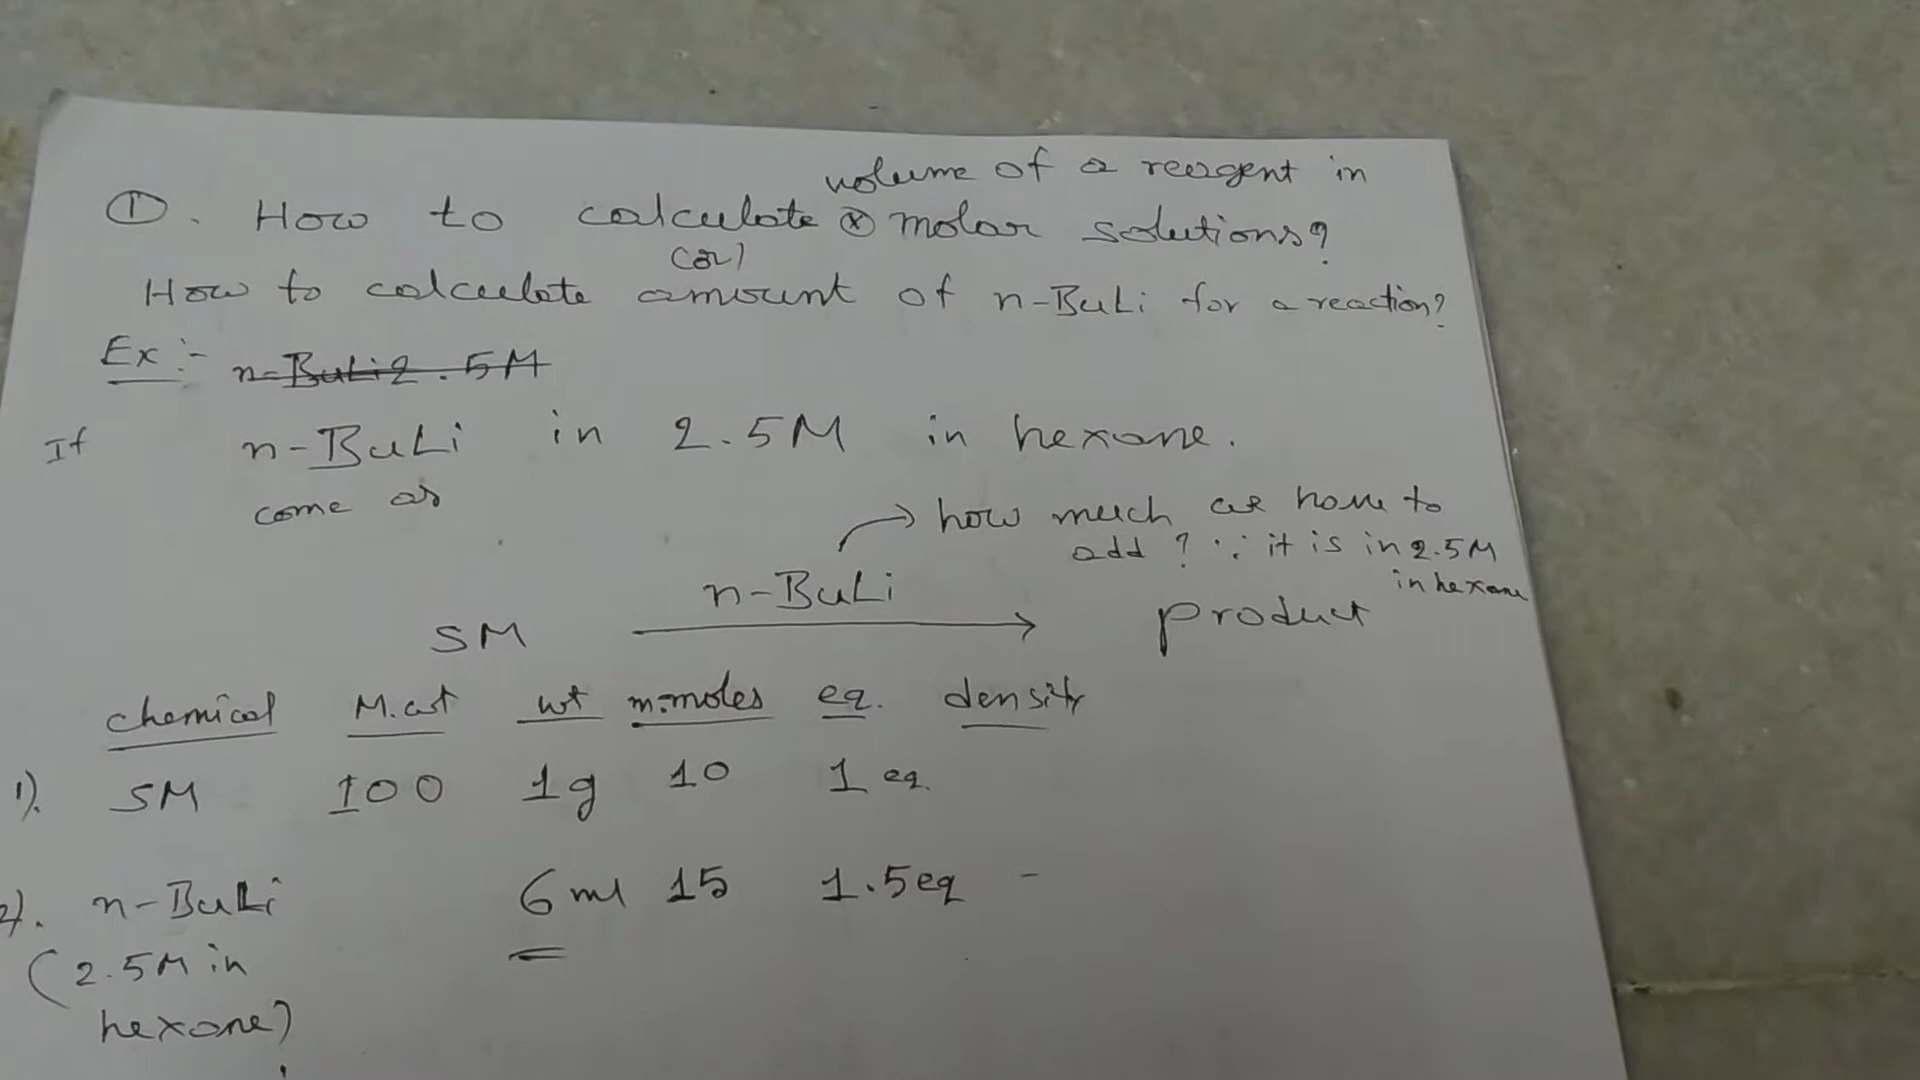 volume of a reagent in
①. How to calculate ⓧ molar solutions?
(or)
How to calculate amount of n-BuLi for a reaction?
Ex:- n-BuLi 2.5M
If n-BuLi in 2.5M in hexane.
come as
how much we have to
add? ∵ it is in 2.5M
in hexane
SM n-BuLi → product
chemical M.wt wt m.moles eq. density
1). SM 100 1g 10 1 eq.
2). n-BuLi 6 ml 15 1.5eq -
(2.5M in
hexane)